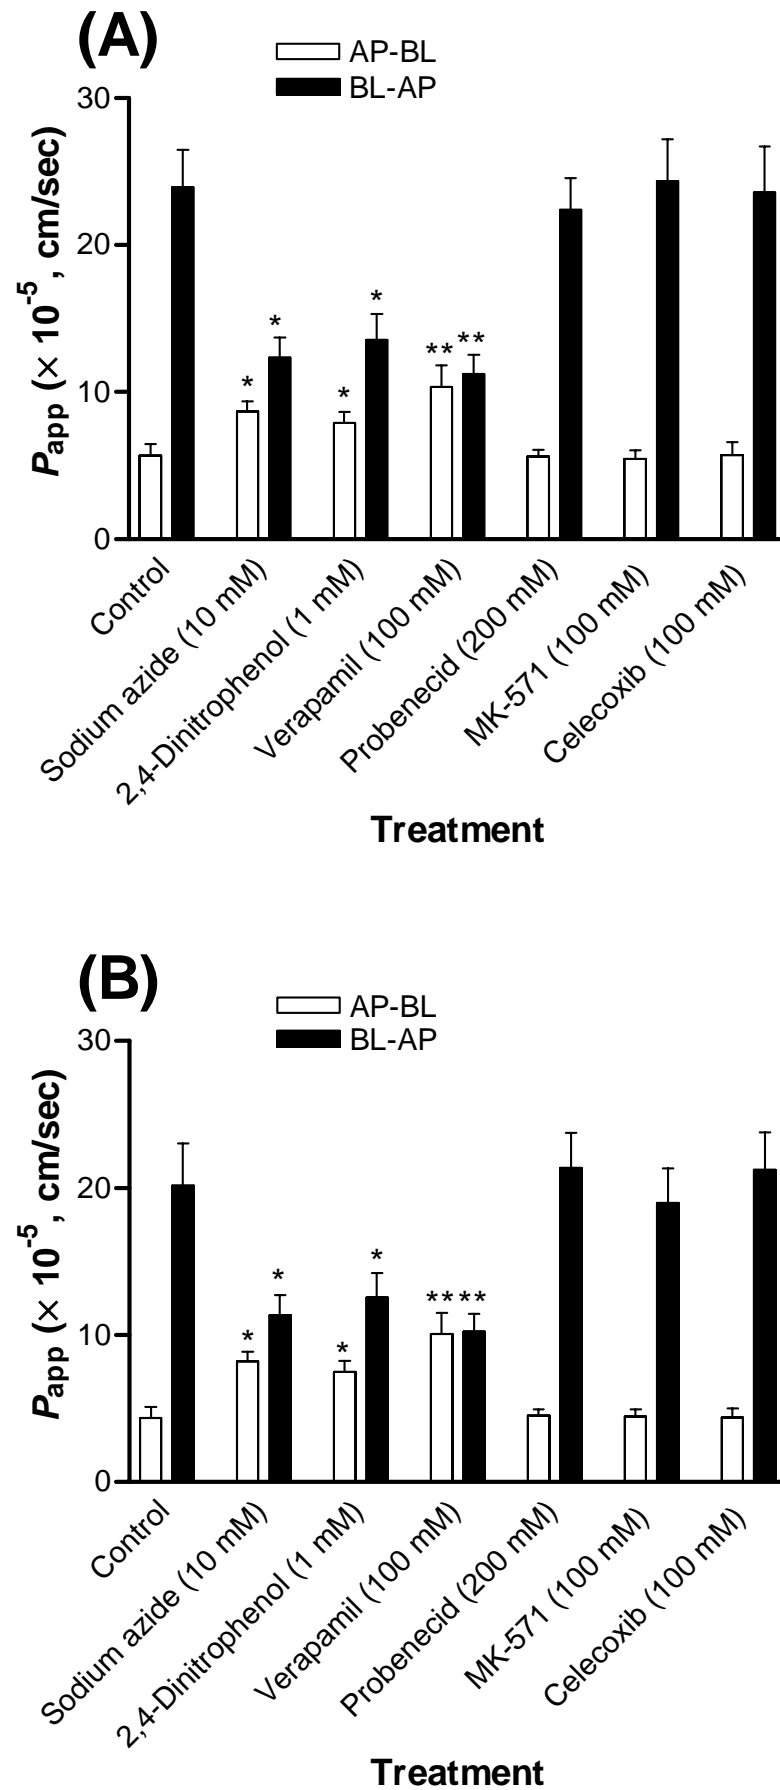 (A)
AP-BL
BL-AP
30
20
10
0
Papp (× 10-5 , cm/sec)
* * * * ** **
Control
Sodium azide (10 mM)
2,4-Dinitrophenol (1 mM)
Verapamil (100 mM)
Probenecid (200 mM)
MK-571 (100 mM)
Celecoxib (100 mM)
Treatment
(B)
AP-BL
BL-AP
30
20
10
0
Papp (× 10-5 , cm/sec)
* * * * ** **
Control
Sodium azide (10 mM)
2,4-Dinitrophenol (1 mM)
Verapamil (100 mM)
Probenecid (200 mM)
MK-571 (100 mM)
Celecoxib (100 mM)
Treatment